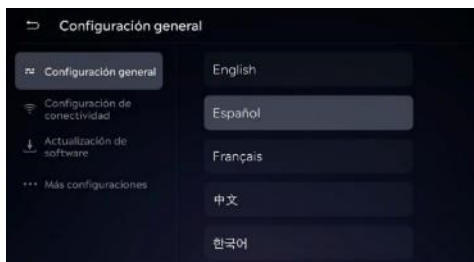 Configuración general
Configuración general
Configuración de
conectividad
Actualización de
software
Más configuraciones
English
Español
Français
中文
한국어